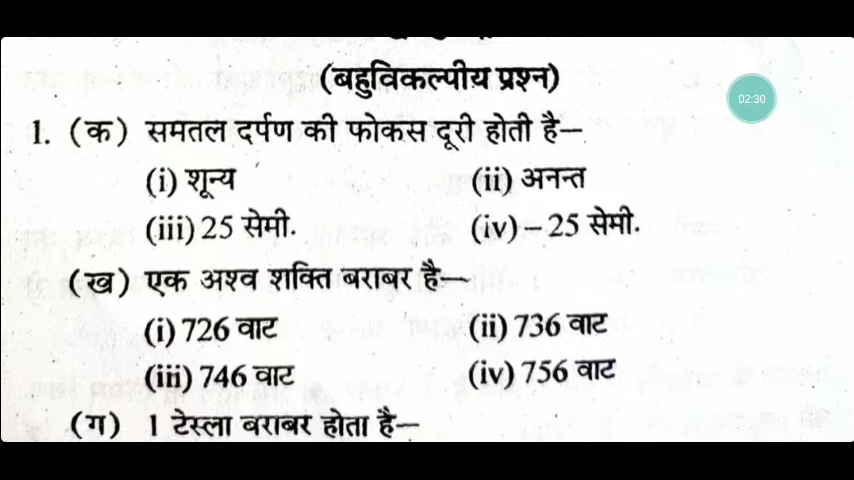 (बहुविकल्पीय प्रश्न)
02:30
1. (क) समतल दर्पण की फोकस दूरी होती है–
(i) शून्य (ii) अनन्त
(iii) 25 सेमी. (iv) – 25 सेमी.
(ख) एक अश्व शक्ति बराबर है–
(i) 726 वाट (ii) 736 वाट
(iii) 746 वाट (iv) 756 वाट
(ग) 1 टेस्ला बराबर होता है–